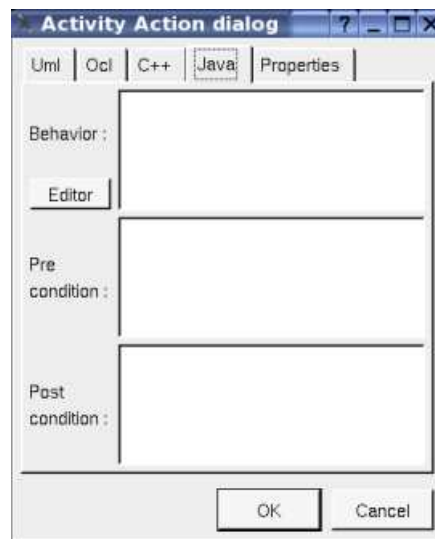 Activity Action dialog ? _ X
Uml Ocl C++ Java Properties
Behavior :
Editor
Pre
condition :
Post
condition :
OK Cancel